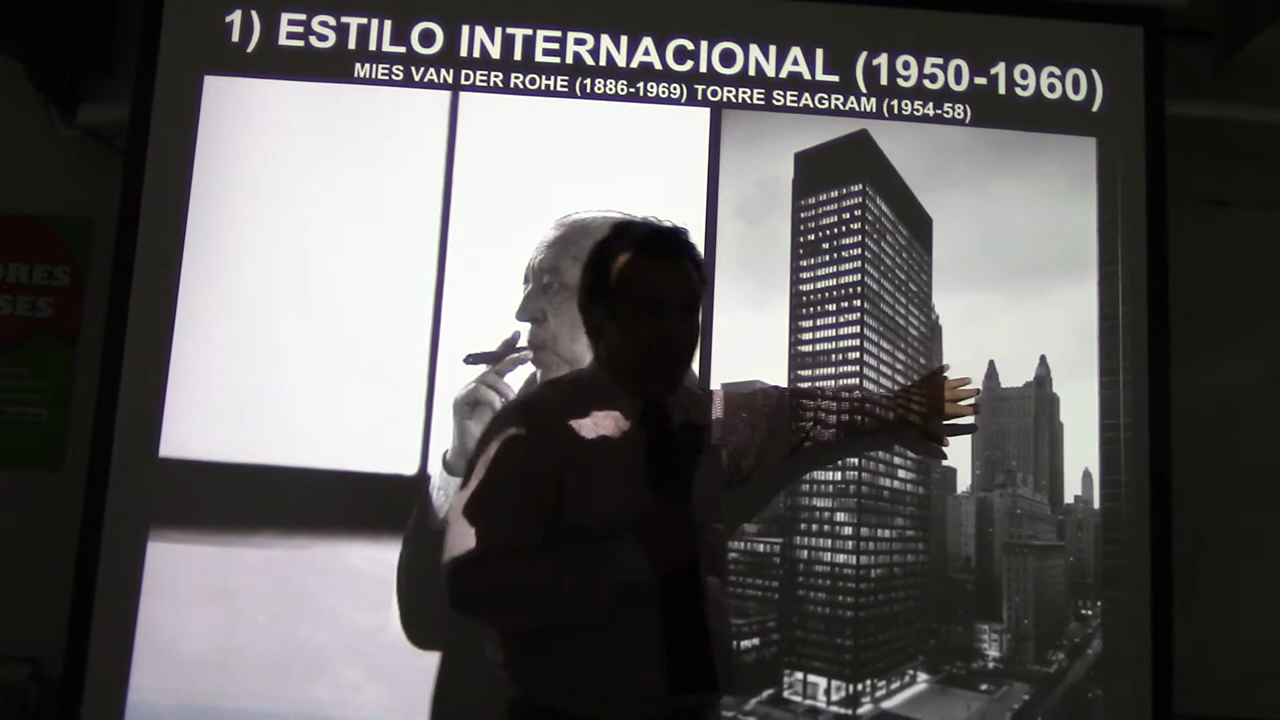 1) ESTILO INTERNACIONAL (1950-1960)
MIES VAN DER ROHE (1886-1969) TORRE SEAGRAM (1954-58)